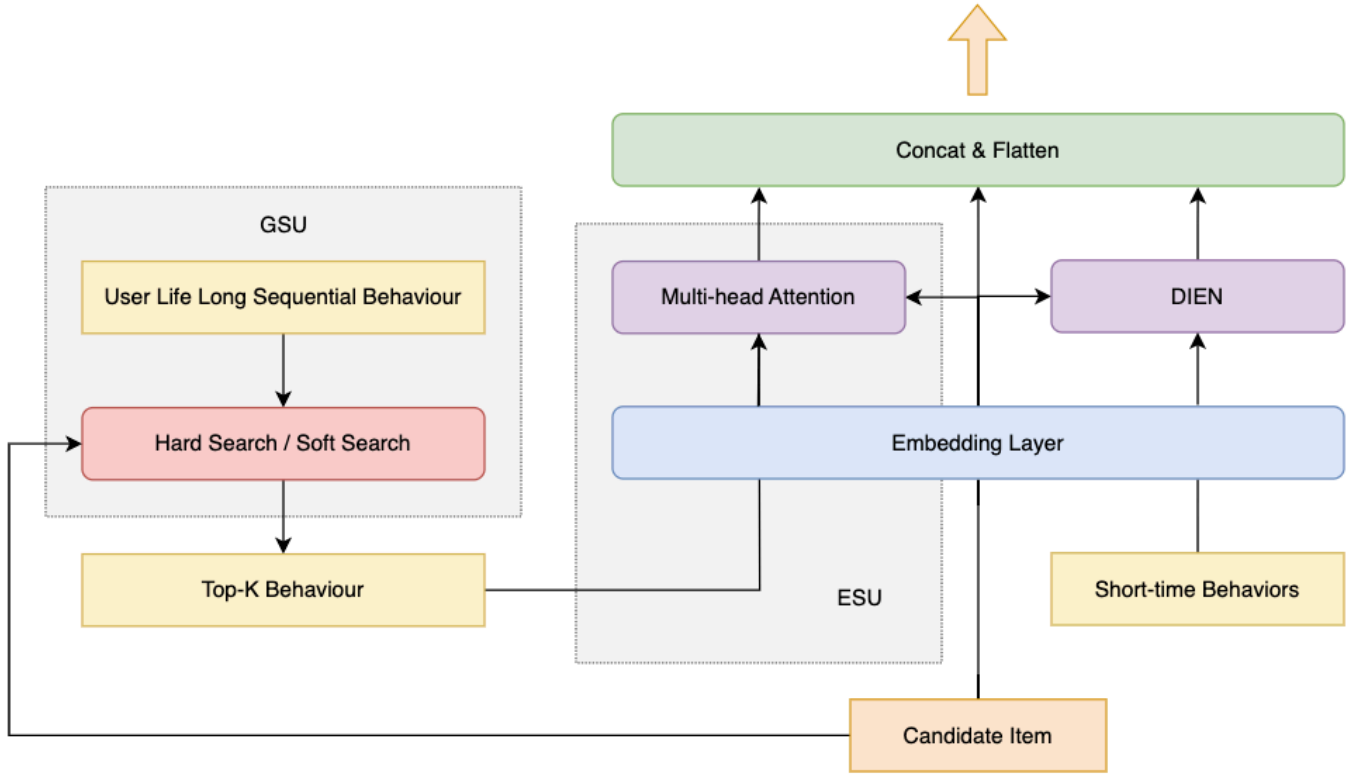 Concat & Flatten
GSU
User Life Long Sequential Behaviour
Multi-head Attention
DIEN
Hard Search / Soft Search
Embedding Layer
Top-K Behaviour
ESU
Short-time Behaviors
Candidate Item